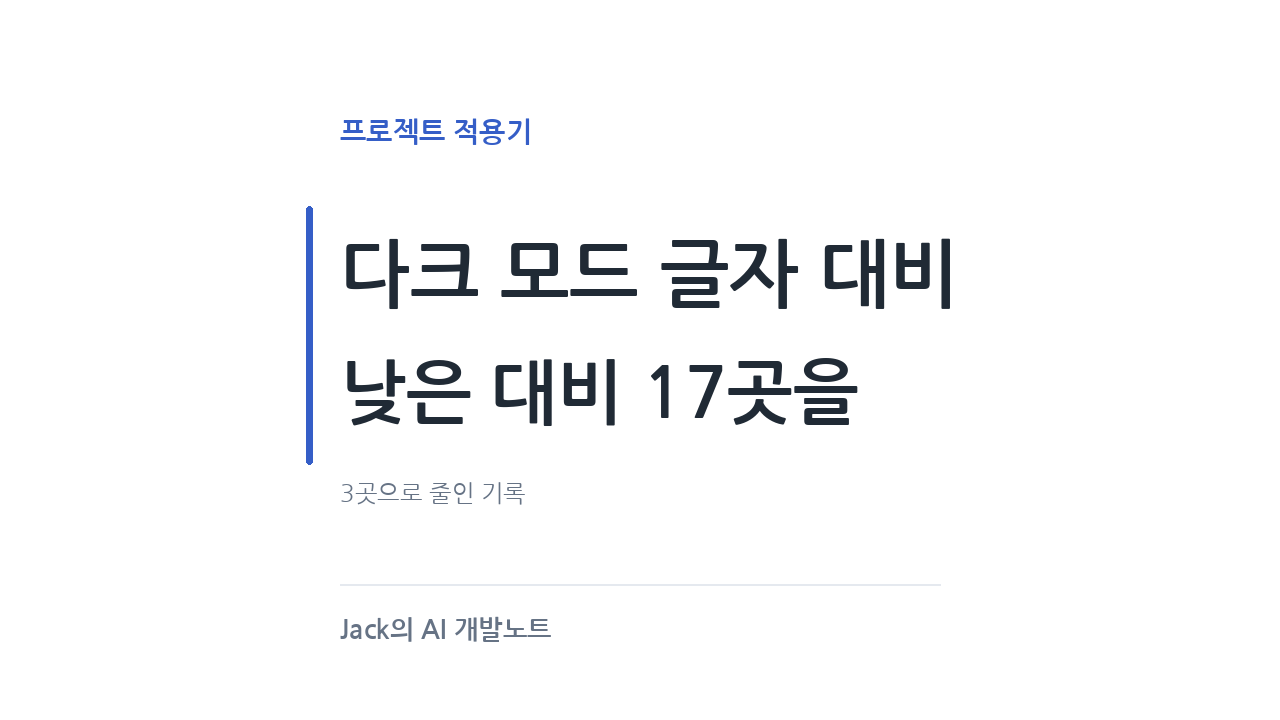 프로젝트 적용기
다크 모드 글자 대비
낮은 대비 17곳을
3곳으로 줄인 기록
Jack의 AI 개발노트